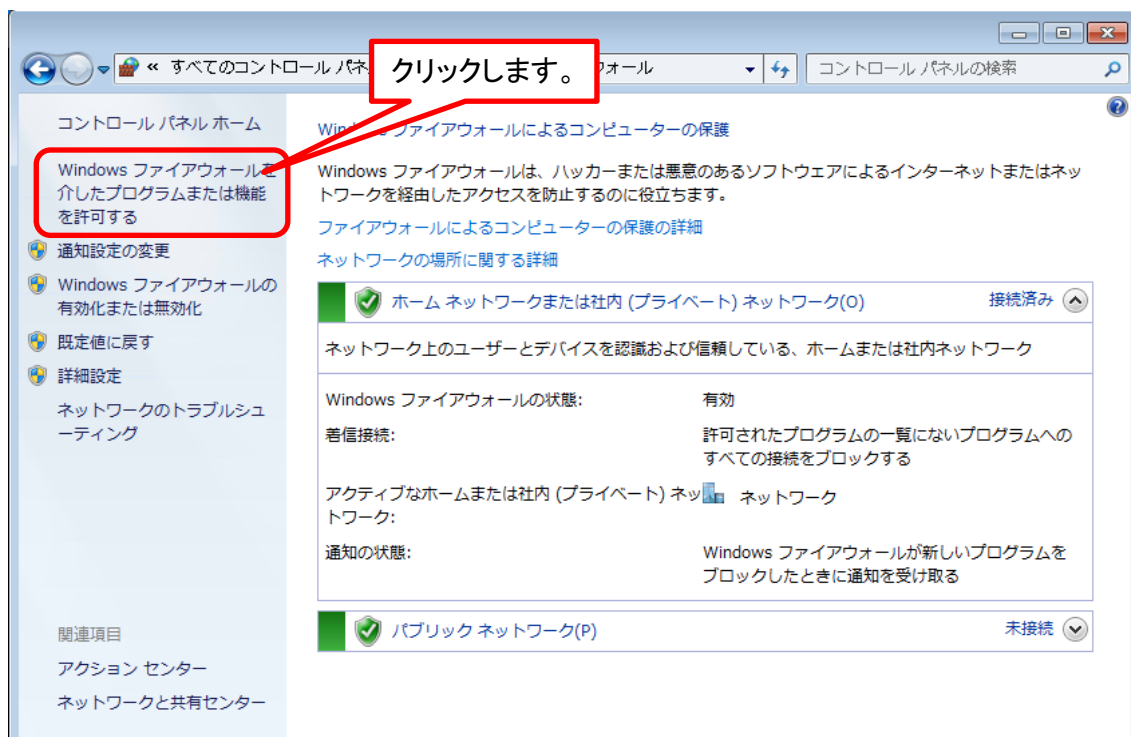 « すべてのコントロール パネ
ォール
コントロール パネルの検索
クリックします。
コントロール パネル ホーム
Windows ファイアウォールを
介したプログラムまたは機能
を許可する
通知設定の変更
Windows ファイアウォールの
有効化または無効化
既定値に戻す
詳細設定
ネットワークのトラブルシュ
ーティング
関連項目
アクション センター
ネットワークと共有センター
ファイアウォールによるコンピューターの保護
Windows ファイアウォールは、ハッカーまたは悪意のあるソフトウェアによるインターネットまたはネッ
トワークを経由したアクセスを防止するのに役立ちます。
ファイアウォールによるコンピューターの保護の詳細
ネットワークの場所に関する詳細
ホーム ネットワークまたは社内 (プライベート) ネットワーク(O) 接続済み
ネットワーク上のユーザーとデバイスを認識および信頼している、ホームまたは社内ネットワーク
Windows ファイアウォールの状態: 有効
着信接続: 許可されたプログラムの一覧にないプログラムへの
すべての接続をブロックする
アクティブなホームまたは社内 (プライベート) ネッ ネットワーク
トワーク:
通知の状態: Windows ファイアウォールが新しいプログラムを
ブロックしたときに通知を受け取る
パブリック ネットワーク(P) 未接続